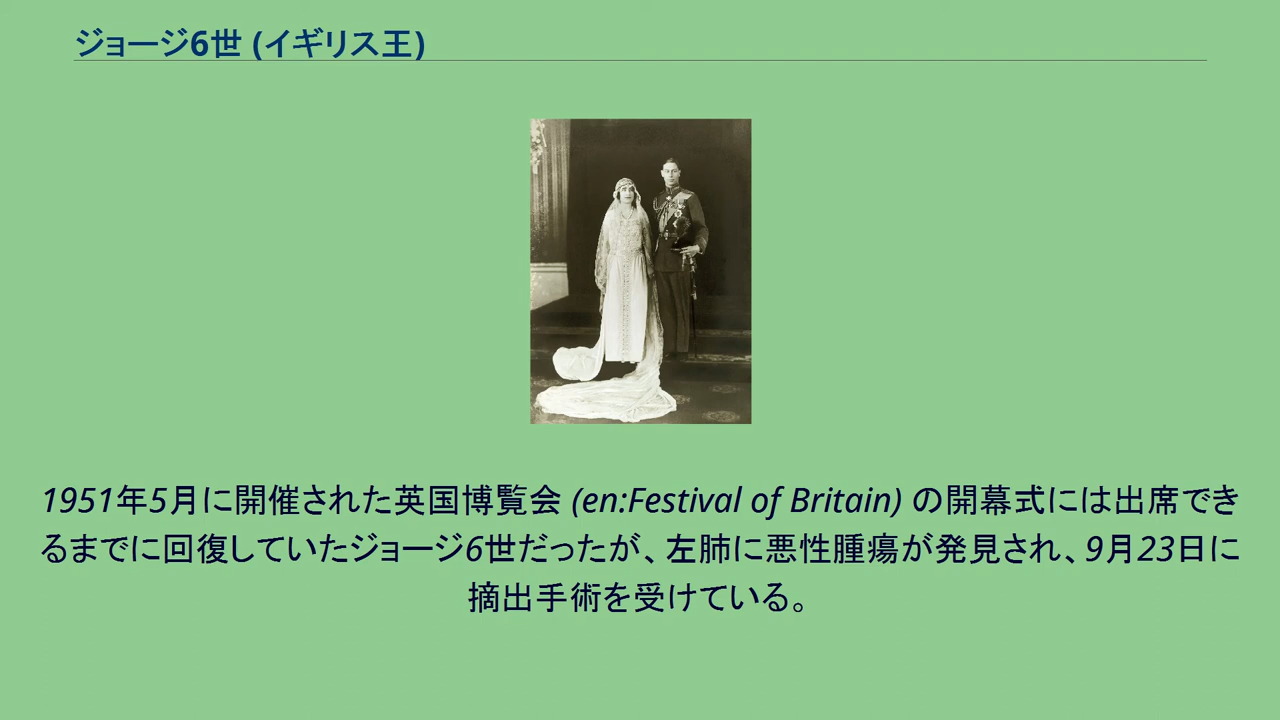 ジョージ6世 (イギリス王)
1951年5月に開催された英国博覧会 (en:Festival of Britain) の開幕式には出席でき
るまでに回復していたジョージ6世だったが、左肺に悪性腫瘍が発見され、9月23日に
摘出手術を受けている。